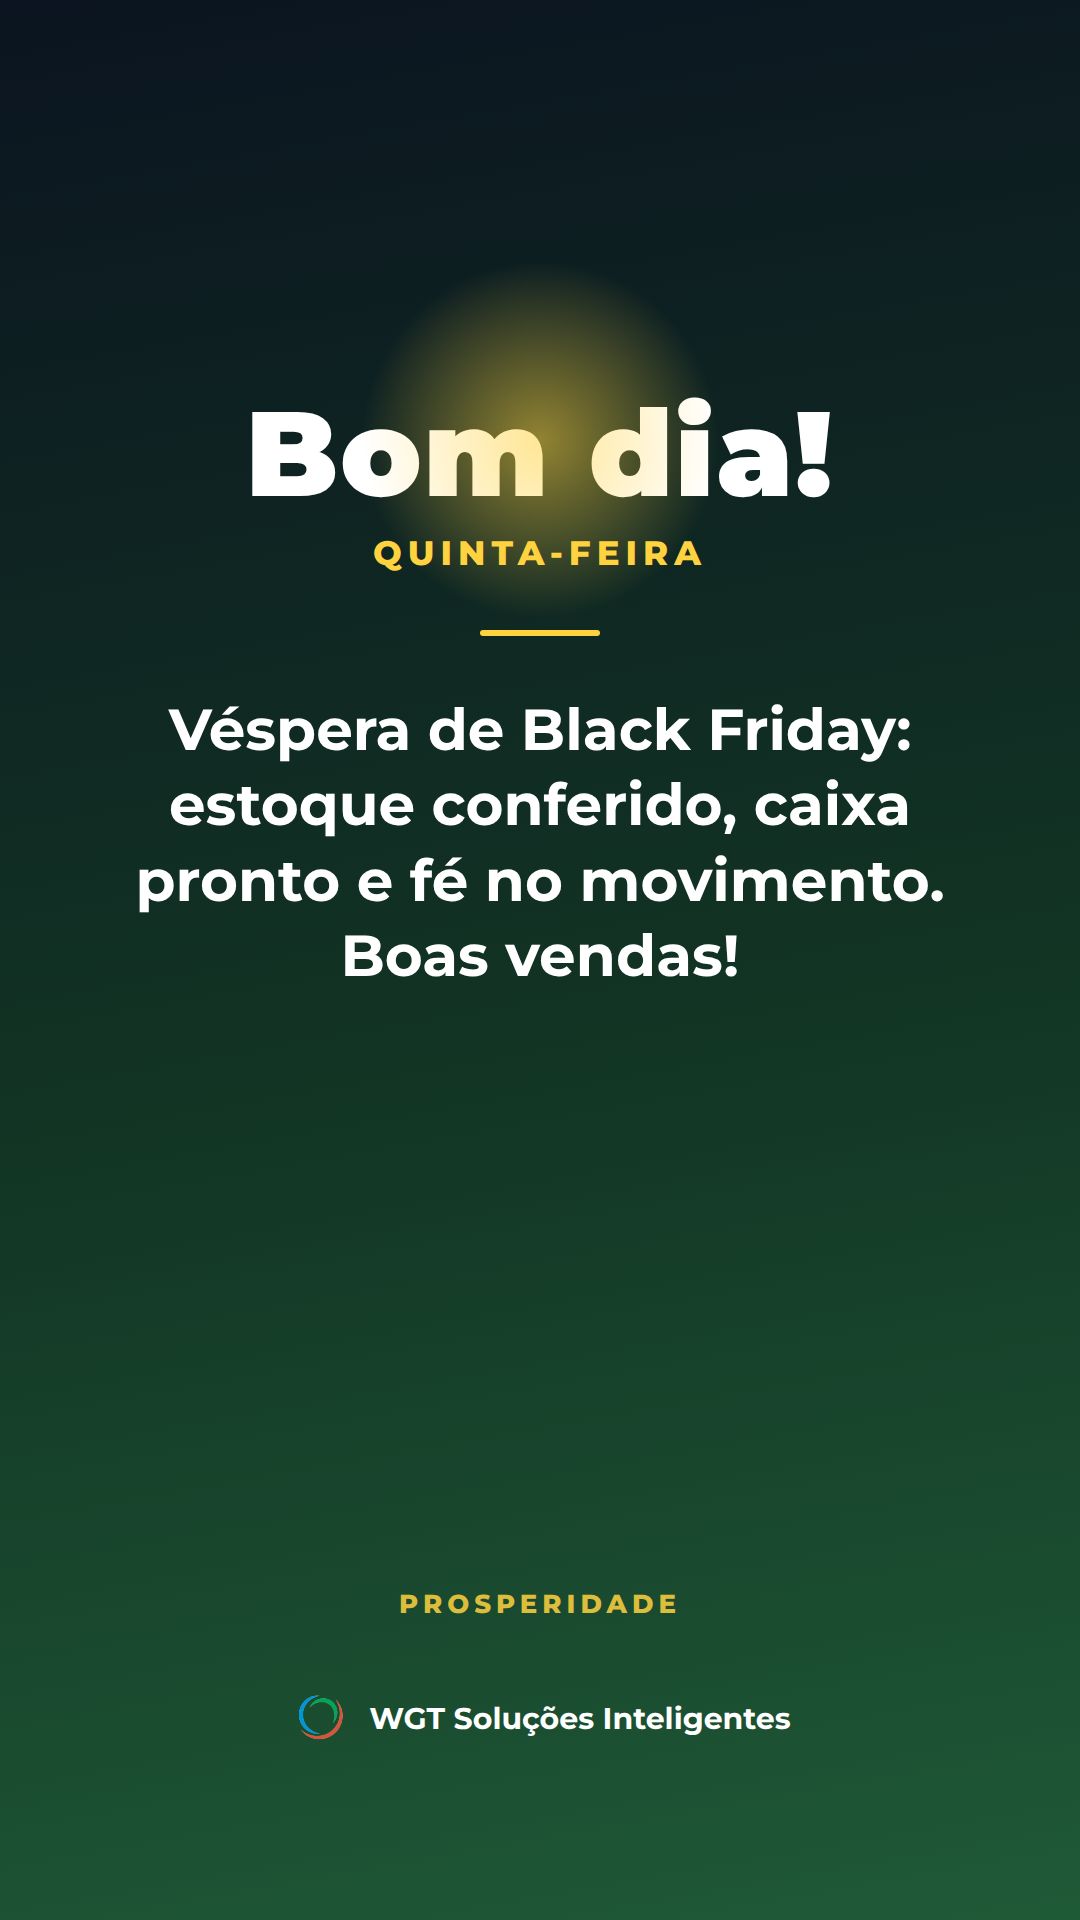 Bom dia!
QUINTA-FEIRA
Véspera de Black Friday:
estoque conferido, caixa
pronto e fé no movimento.
Boas vendas!
PROSPERIDADE
WGT Soluções Inteligentes